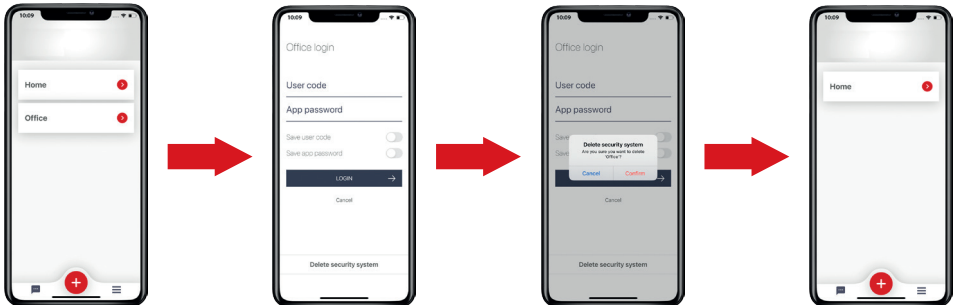 10:09
Home
Office
10:09
Office login
User code
App password
Save user code
Save app password
LOGIN
Cancel
Delete security system
10:09
Office login
User code
App password
Save
Delete security system
Are you sure you want to delete
'Office'?
Save
Cancel
Confirm
Cancel
Delete security system
10:09
Home